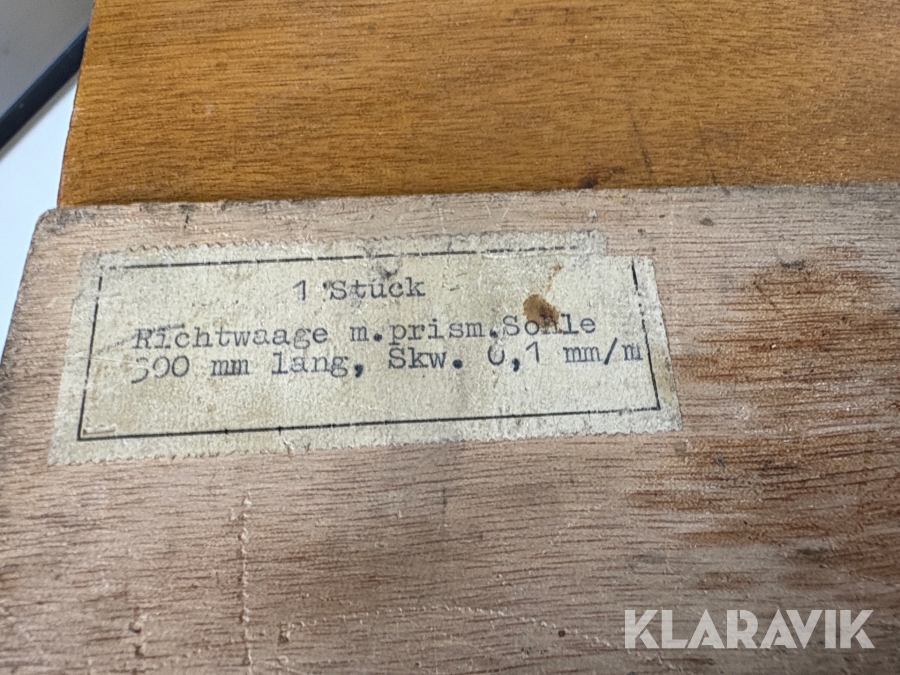 1 Stück
Richtwaage m.prism.Sohle
300 mm lang, Skw. 0,1 mm/m
KLARAVIK